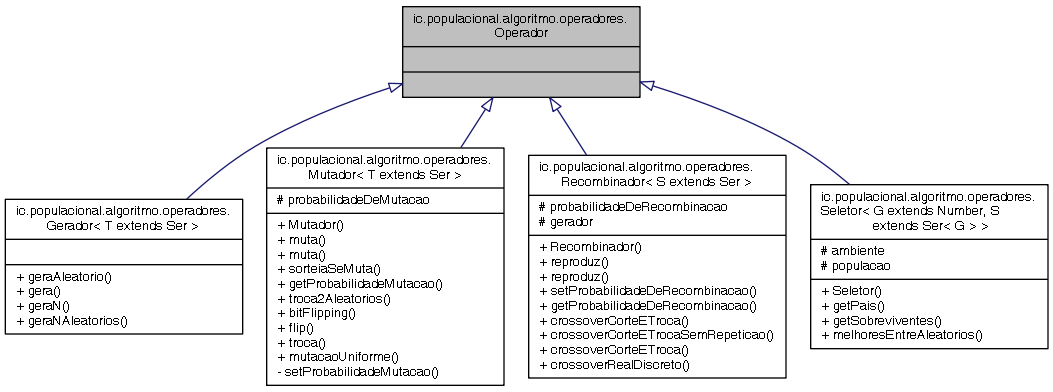 ic.populacional.algoritmo.operadores.
Operador
ic.populacional.algoritmo.operadores.
Gerador< T extends Ser >
+ geraAleatorio()
+ gera()
+ geraN()
+ geraNAleatorios()
ic.populacional.algoritmo.operadores.
Mutador< T extends Ser >
# probabilidadeDeMutacao
+ Mutador()
+ muta()
+ muta()
+ sorteiaSeMuta()
+ getProbabilidadeMutacao()
+ troca2Aleatorios()
+ bitFlipping()
+ flip()
+ troca()
+ mutacaoUniforme()
- setProbabilidadeMutacao()
ic.populacional.algoritmo.operadores.
Recombinador< S extends Ser >
# probabilidadeDeRecombinacao
# gerador
+ Recombinador()
+ reproduz()
+ reproduz()
+ setProbabilidadeDeRecombinacao()
+ getProbabilidadeDeRecombinacao()
+ crossoverCorteETroca()
+ crossoverCorteETrocaSemRepeticao()
+ crossoverCorteETroca()
+ crossoverRealDiscreto()
ic.populacional.algoritmo.operadores.
Seletor< G extends Number, S
extends Ser< G > >
# ambiente
# populacao
+ Seletor()
+ getPais()
+ getSobreviventes()
+ melhoresEntreAleatorios()